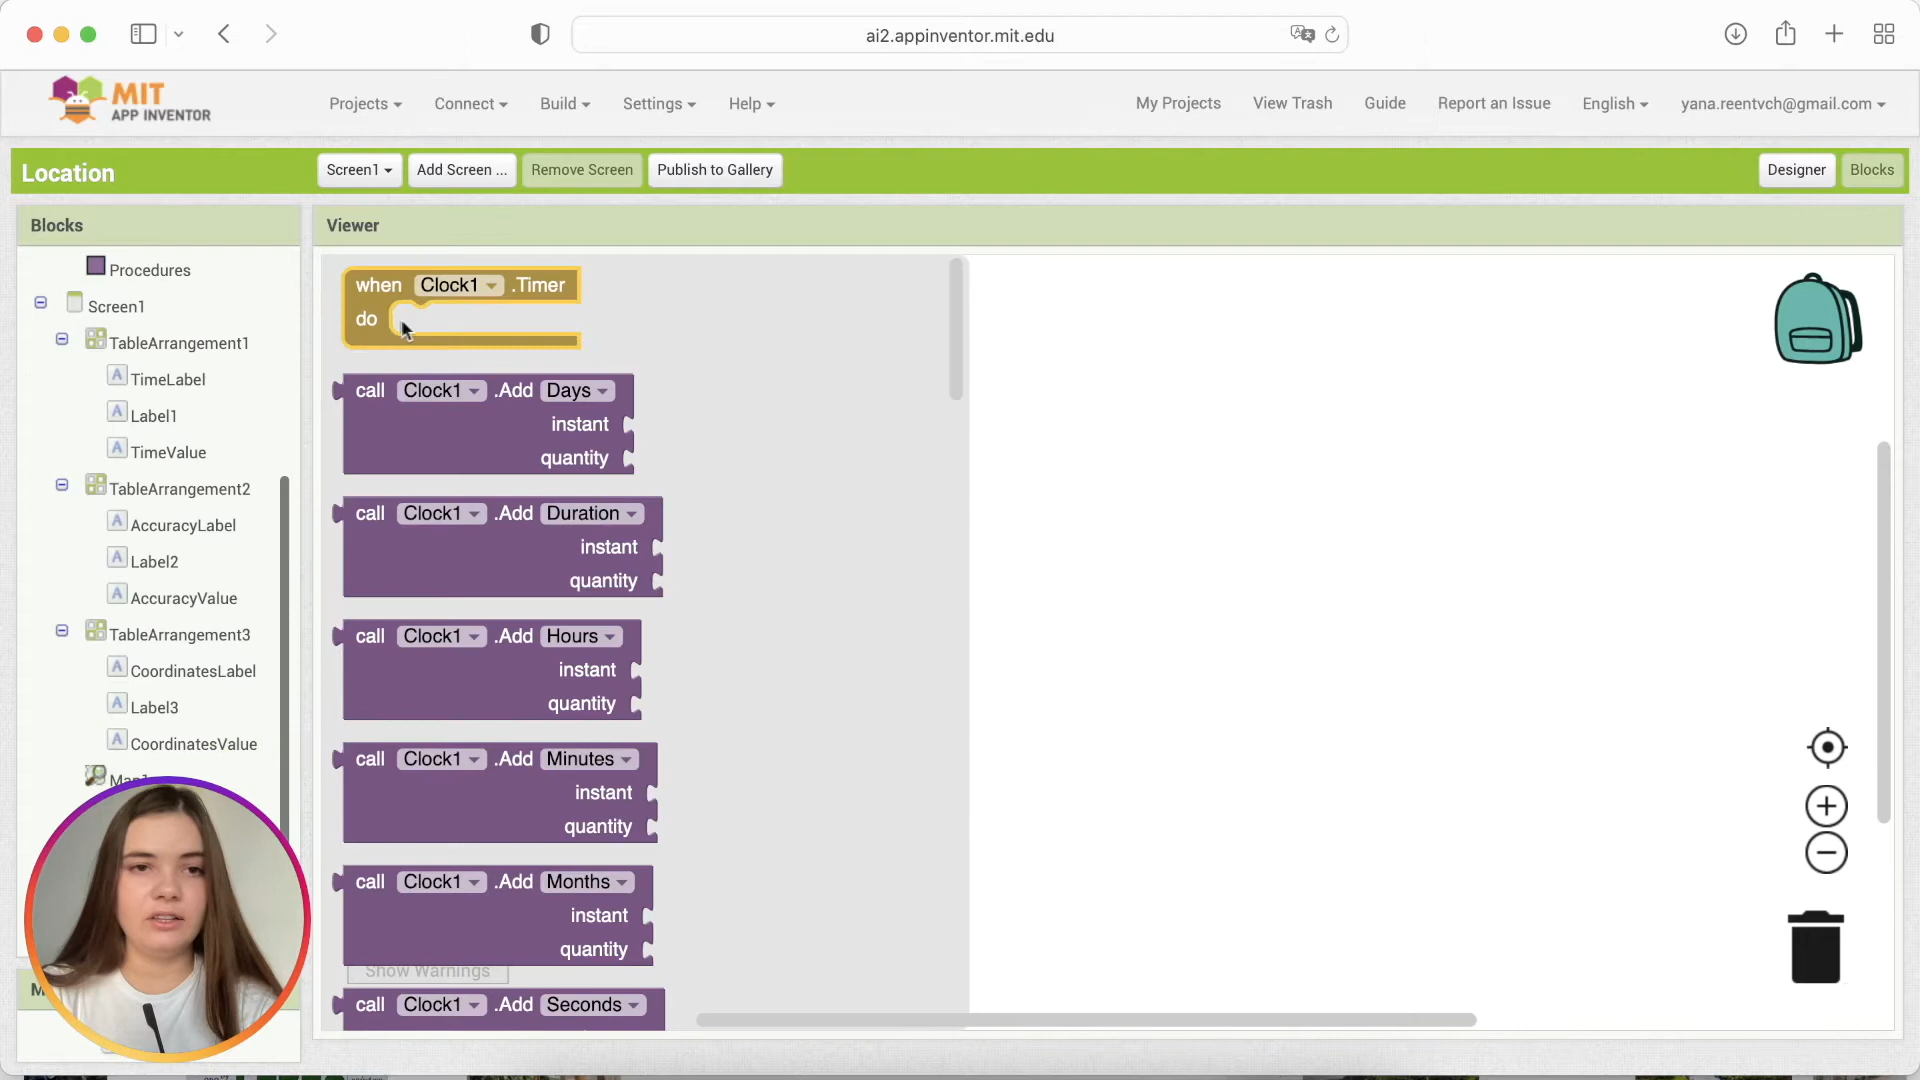 ai2.appinventor.mit.edu
MIT
APP INVENTOR
Projects
Connect
Build
Settings
Help
My Projects
View Trash
Guide
Report an Issue
English
yana.reentvch@gmail.com
Location
Screen1
Add Screen ...
Remove Screen
Publish to Gallery
Designer
Blocks
Blocks
Viewer
Procedures
Screen1
TableArrangement1
TimeLabel
Label1
TimeValue
TableArrangement2
AccuracyLabel
Label2
AccuracyValue
TableArrangement3
CoordinatesLabel
Label3
CoordinatesValue
when Clock1 .Timer
do
call Clock1 .Add Days
instant
quantity
call Clock1 .Add Duration
instant
quantity
call Clock1 .Add Hours
instant
quantity
call Clock1 .Add Minutes
instant
quantity
call Clock1 .Add Months
instant
quantity
Show Warnings
call Clock1 .Add Seconds